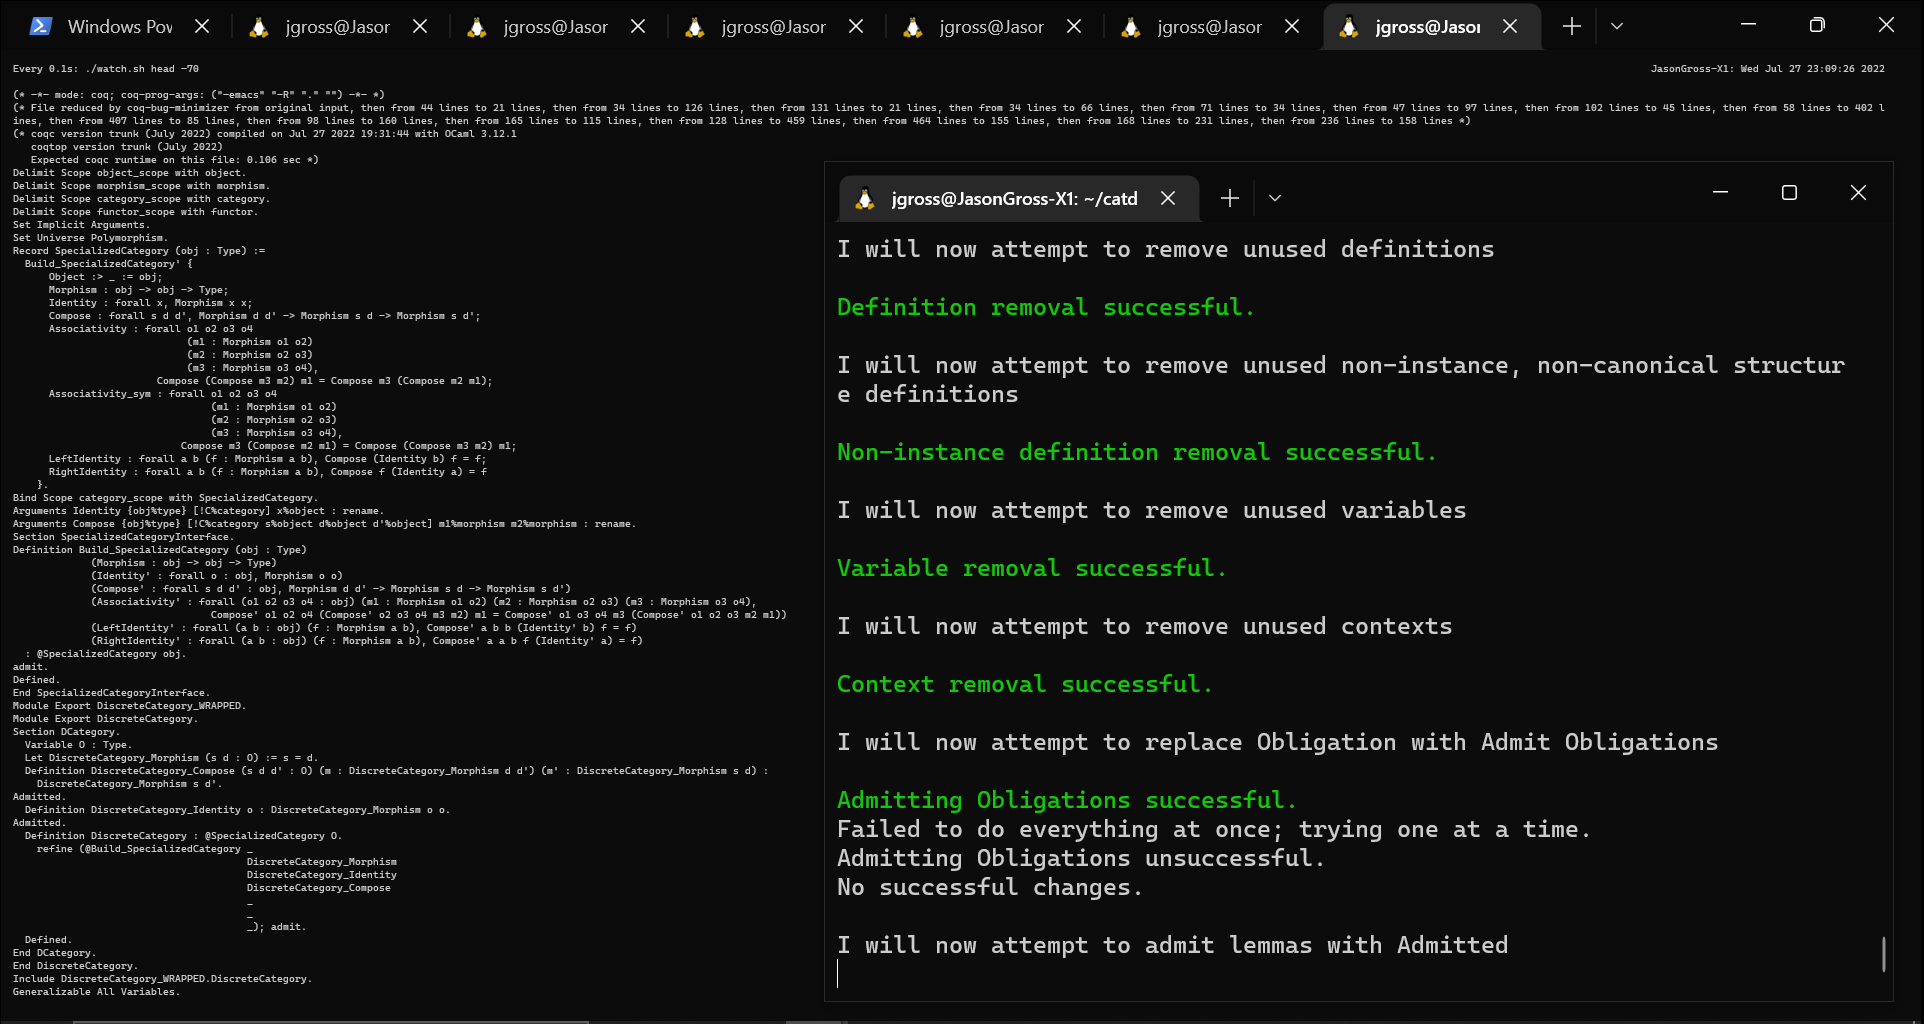 Windows Pov
jgross@Jasor
jgross@Jasor
jgross@Jasor
jgross@Jasor
jgross@Jasor
jgross@Jasor
Every 0.1s: ./watch.sh head -70
JasonGross-X1: Wed Jul 27 23:09:26 2022
(* -*- mode: coq; coq-prog-args: ("-emacs" "-R" "." "") -*- *)
(* File reduced by coq-bug-minimizer from original input, then from 44 lines to 21 lines, then from 34 lines to 126 lines, then from 131 lines to 21 lines, then from 34 lines to 66 lines, then from 71 lines to 34 lines, then from 47 lines to 97 lines, then from 102 lines to 45 lines, then from 58 lines to 402 l
ines, then from 407 lines to 85 lines, then from 98 lines to 160 lines, then from 165 lines to 115 lines, then from 128 lines to 459 lines, then from 464 lines to 155 lines, then from 168 lines to 231 lines, then from 236 lines to 158 lines *)
(* coqc version trunk (July 2022) compiled on Jul 27 2022 19:31:44 with OCaml 3.12.1
coqtop version trunk (July 2022)
Expected coqc runtime on this file: 0.106 sec *)
Delimit Scope object_scope with object.
Delimit Scope morphism_scope with morphism.
Delimit Scope category_scope with category.
Delimit Scope functor_scope with functor.
Set Implicit Arguments.
Set Universe Polymorphism.
Record SpecializedCategory (obj : Type) :=
Build_SpecializedCategory' {
Object :> _ := obj;
Morphism : obj -> obj -> Type;
Identity : forall x, Morphism x x;
Compose : forall s d d', Morphism d d' -> Morphism s d -> Morphism s d';
Associativity : forall o1 o2 o3 o4
(m1 : Morphism o1 o2)
(m2 : Morphism o2 o3)
(m3 : Morphism o3 o4),
Compose (Compose m3 m2) m1 = Compose m3 (Compose m2 m1);
Associativity_sym : forall o1 o2 o3 o4
(m1 : Morphism o1 o2)
(m2 : Morphism o2 o3)
(m3 : Morphism o3 o4),
Compose m3 (Compose m2 m1) = Compose (Compose m3 m2) m1;
LeftIdentity : forall a b (f : Morphism a b), Compose (Identity b) f = f;
RightIdentity : forall a b (f : Morphism a b), Compose f (Identity a) = f
}.
Bind Scope category_scope with SpecializedCategory.
Arguments Identity {obj%type} [!C%category] x%object : rename.
Arguments Compose {obj%type} [!C%category s%object d%object d'%object] m1%morphism m2%morphism : rename.
Section SpecializedCategoryInterface.
Definition Build_SpecializedCategory (obj : Type)
(Morphism : obj -> obj -> Type)
(Identity' : forall o : obj, Morphism o o)
(Compose' : forall s d d' : obj, Morphism d d' -> Morphism s d -> Morphism s d')
(Associativity' : forall (o1 o2 o3 o4 : obj) (m1 : Morphism o1 o2) (m2 : Morphism o2 o3) (m3 : Morphism o3 o4),
Compose' o1 o2 o4 (Compose' o2 o3 o4 m3 m2) m1 = Compose' o1 o3 o4 m3 (Compose' o1 o2 o3 m2 m1))
(LeftIdentity' : forall (a b : obj) (f : Morphism a b), Compose' a b b (Identity' b) f = f)
(RightIdentity' : forall (a b : obj) (f : Morphism a b), Compose' a a b f (Identity' a) = f)
: @SpecializedCategory obj.
admit.
Defined.
End SpecializedCategoryInterface.
Module Export DiscreteCategory_WRAPPED.
Module Export DiscreteCategory.
Section DCategory.
Variable O : Type.
Let DiscreteCategory_Morphism (s d : O) := s = d.
Definition DiscreteCategory_Compose (s d d' : O) (m : DiscreteCategory_Morphism d d') (m' : DiscreteCategory_Morphism s d) :
DiscreteCategory_Morphism s d'.
Admitted.
Definition DiscreteCategory_Identity o : DiscreteCategory_Morphism o o.
Admitted.
Definition DiscreteCategory : @SpecializedCategory O.
refine (@Build_SpecializedCategory _
DiscreteCategory_Morphism
DiscreteCategory_Identity
DiscreteCategory_Compose
_
_
_); admit.
Defined.
End DCategory.
End DiscreteCategory.
Include DiscreteCategory_WRAPPED.DiscreteCategory.
Generalizable All Variables.
jgross@JasonGross-X1: ~/catd
I will now attempt to remove unused definitions
Definition removal successful.
I will now attempt to remove unused non-instance, non-canonical structur
e definitions
Non-instance definition removal successful.
I will now attempt to remove unused variables
Variable removal successful.
I will now attempt to remove unused contexts
Context removal successful.
I will now attempt to replace Obligation with Admit Obligations
Admitting Obligations successful.
Failed to do everything at once; trying one at a time.
Admitting Obligations unsuccessful.
No successful changes.
I will now attempt to admit lemmas with Admitted